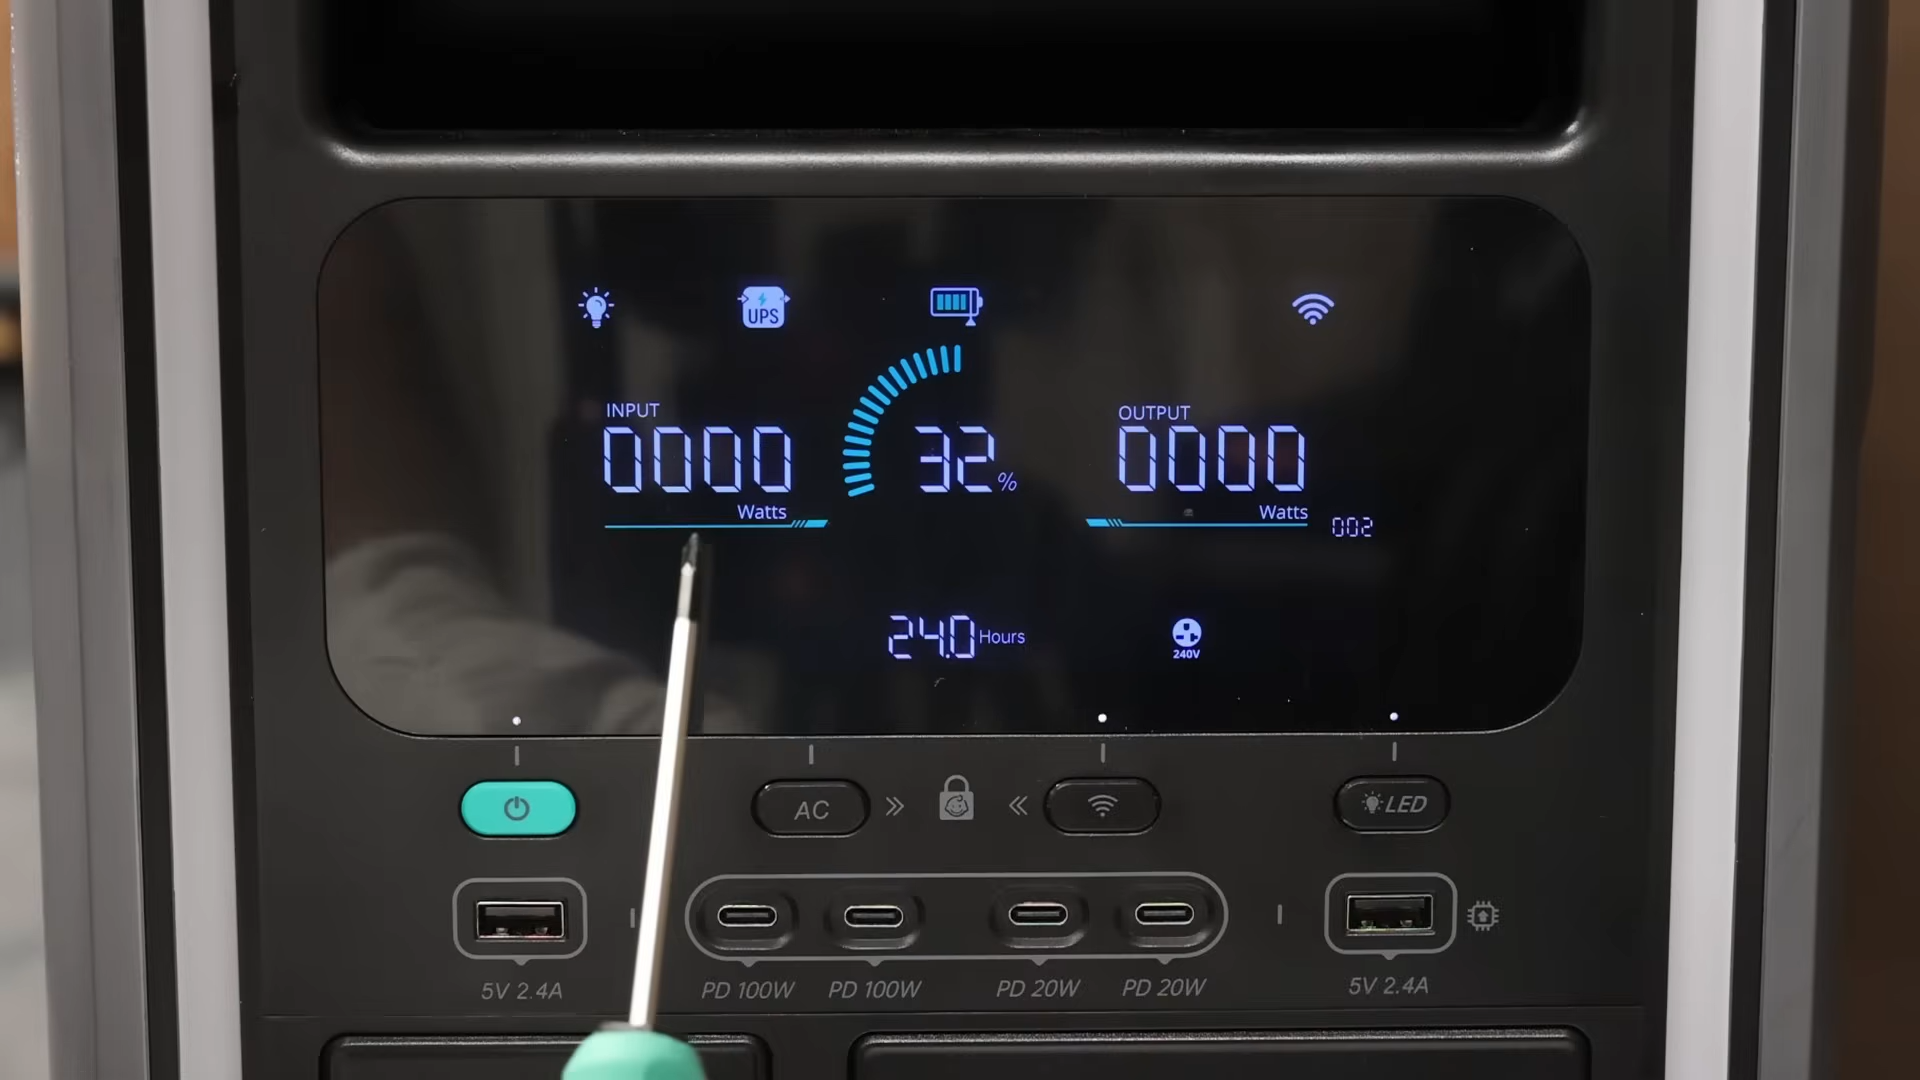 UPS
INPUT
0000
Watts
32%
OUTPUT
0000
Watts
002
24.0 Hours
240V
AC
LED
5V 2.4A
PD 100W
PD 100W
PD 20W
PD 20W
5V 2.4A